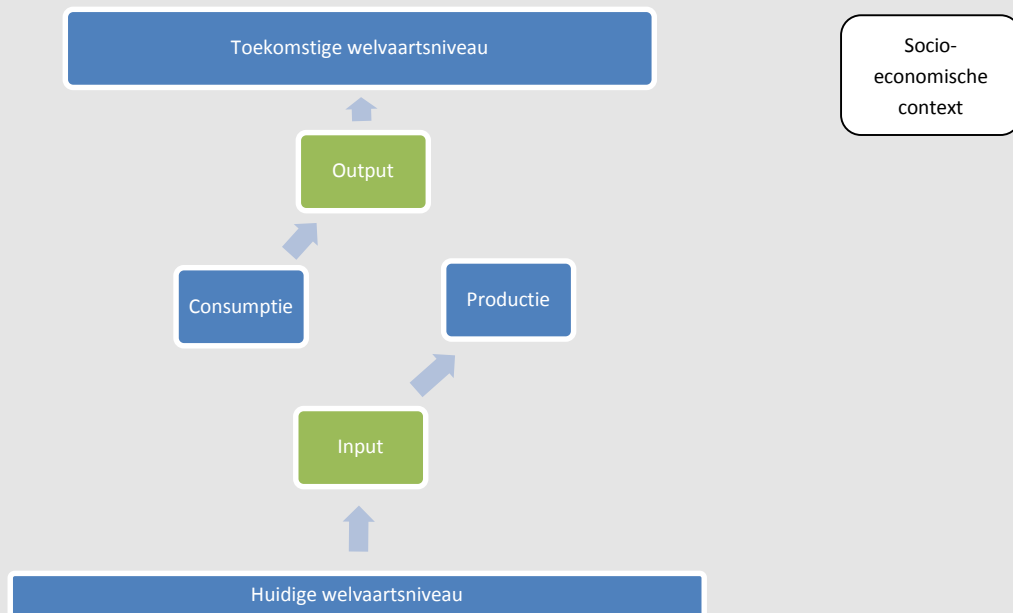 Toekomstige welvaartsniveau
Socio-
economische
context
Output
Consumptie
Productie
Input
Huidige welvaartsniveau